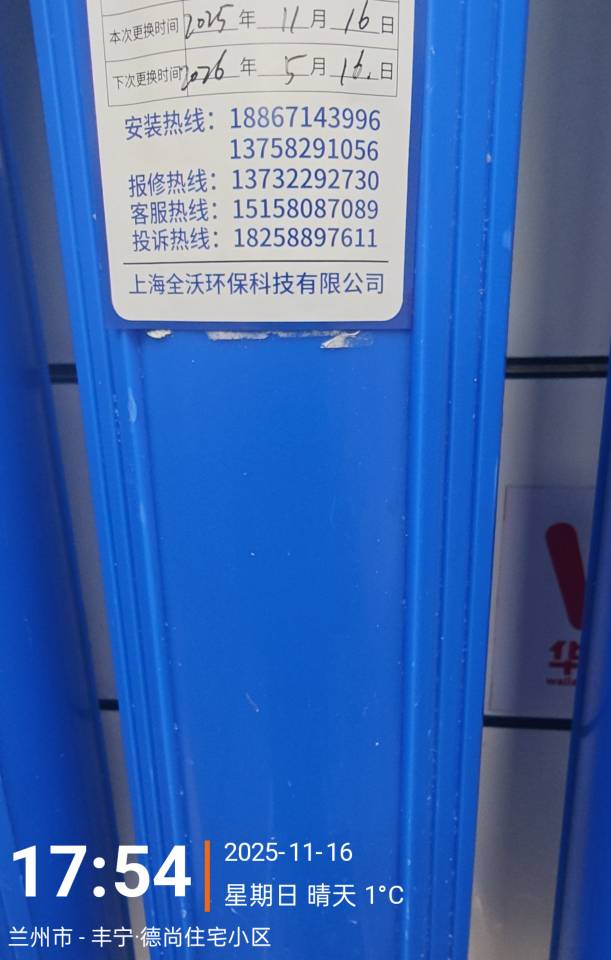 本次更换时间 2025 年 11 月 16 日
下次更换时间 2026 年 5 月 16. 日
安装热线：18867143996
13758291056
报修热线：13732292730
客服热线：15158087089
投诉热线：18258897611
上海全沃环保科技有限公司
华
17:54
2025-11-16
星期日 晴天 1°C
兰州市 - 丰宁·德尚住宅小区